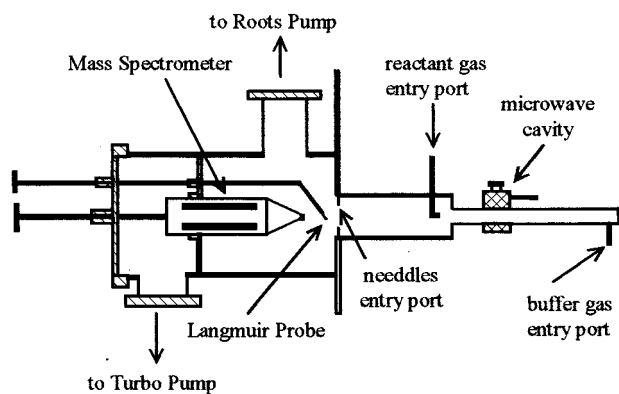 to Roots Pump
Mass Spectrometer
reactant gas
entry port
microwave
cavity
needdles
entry port
buffer gas
entry port
Langmuir Probe
to Turbo Pump